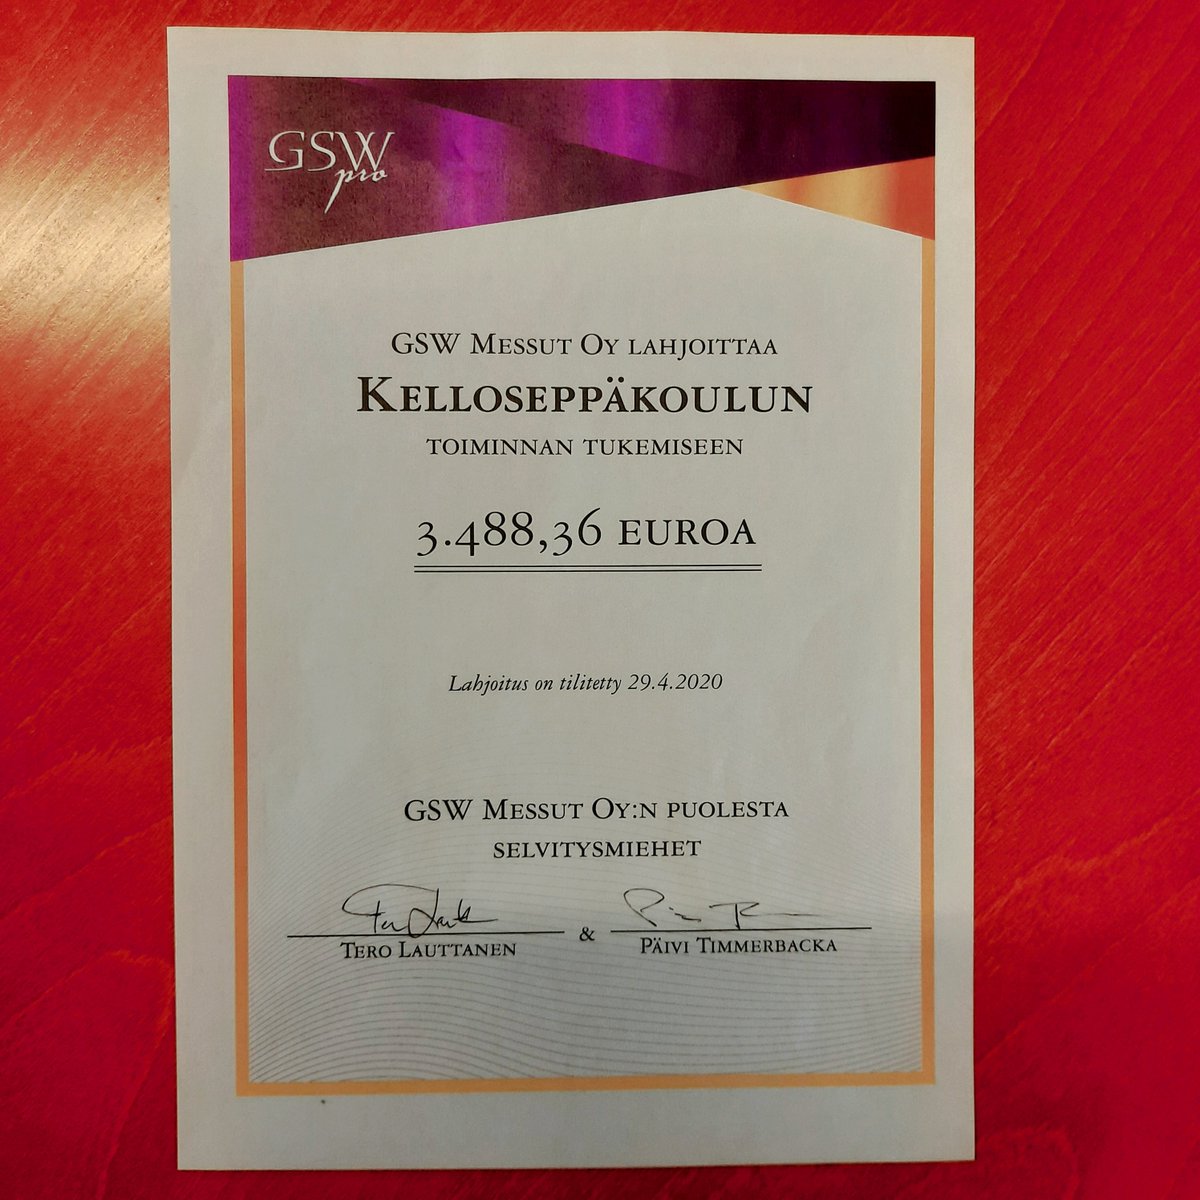 GSW
pro
GSW Messut Oy lahjoittaa
Kelloseppäkoulun
toiminnan tukemiseen
3.488,36 euroa
Lahjoitus on tilitetty 29.4.2020
GSW Messut Oy:n puolesta
selvitysmiehet
Tero Lauttanen & Päivi Timmerbacka